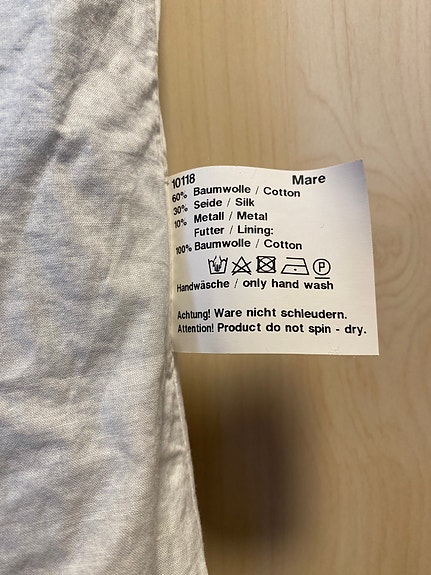 10118 Mare
60% Baumwolle / Cotton
30% Seide / Silk
10% Metall / Metal
Futter / Lining:
100% Baumwolle / Cotton
P
Handwäsche / only hand wash
Achtung! Ware nicht schleudern.
Attention! Product do not spin - dry.